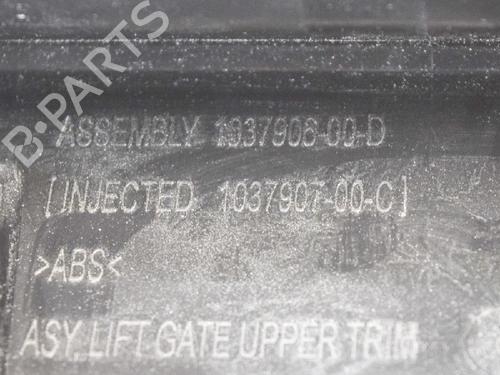 B-PARTS
ASSEMBLY 1037906-00-D
[INJECTED 1037907-00-C]
>ABS<
ASY, LIFT GATE UPPER TRIM